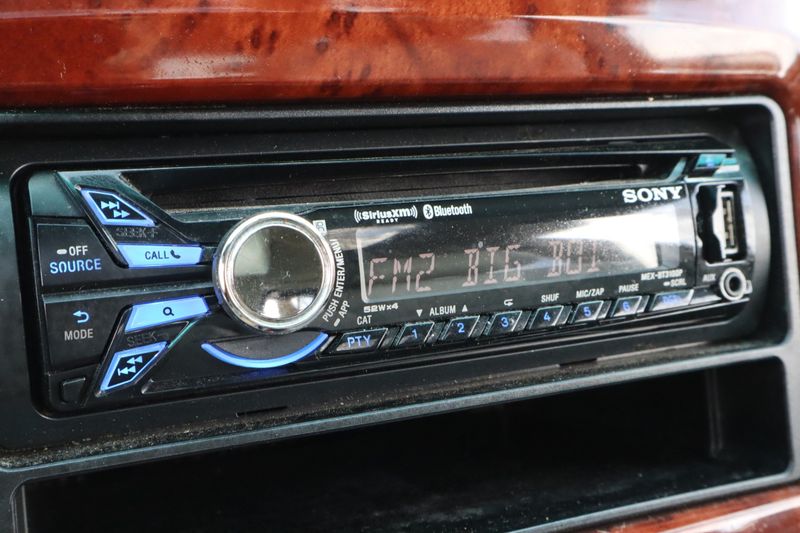 SiriusXM
READY
Bluetooth
SONY
SEEK+
OFF
SOURCE
CALL
MODE
SEEK-
PUSH ENTER/MENU
APP
FM2 BIG BOI
52W×4
MEX-BT3100P
AUX
CAT
ALBUM
SHUF
MIC/ZAP
PAUSE
SCRL
PTY
1
2
3
4
5
6